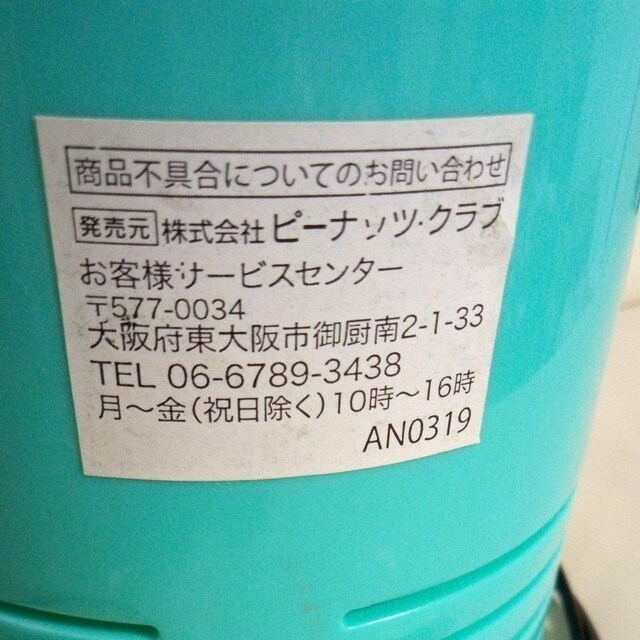 商品不具合についてのお問い合わせ
発売元 株式会社 ピーナッツ・クラブ
お客様サービスセンター
〒577-0034
大阪府東大阪市御厨南2-1-33
TEL 06-6789-3438
月～金(祝日除く)10時～16時
AN0319